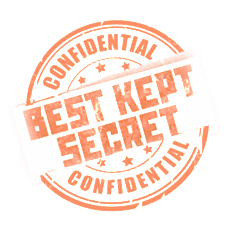 CONFIDENTIAL
BEST KEPT
SECRET
CONFIDENTIAL